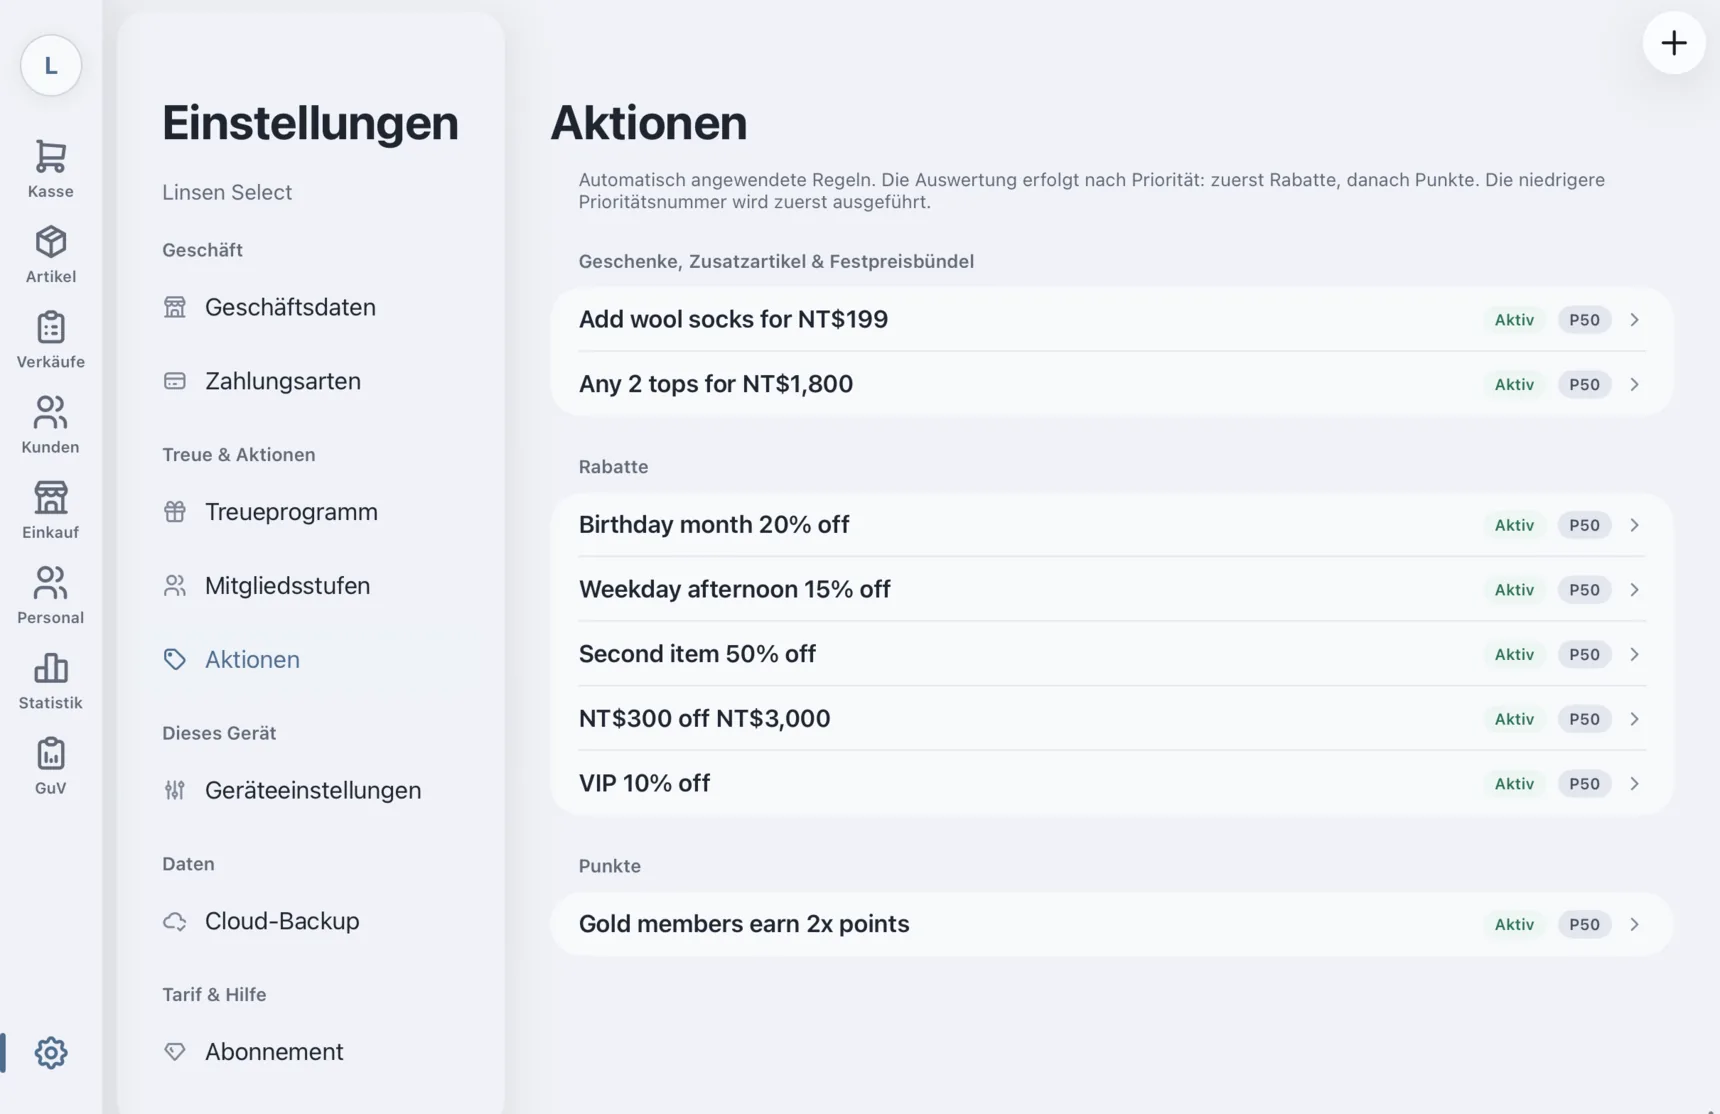 L
Kasse
Artikel
Verkäufe
Kunden
Einkauf
Personal
Statistik
GuV
Einstellungen
Linsen Select
Geschäft
Geschäftsdaten
Zahlungsarten
Treue & Aktionen
Treueprogramm
Mitgliedsstufen
Aktionen
Dieses Gerät
Geräteeinstellungen
Daten
Cloud-Backup
Tarif & Hilfe
Abonnement
Aktionen
Automatisch angewendete Regeln. Die Auswertung erfolgt nach Priorität: zuerst Rabatte, danach Punkte. Die niedrigere
Prioritätsnummer wird zuerst ausgeführt.
Geschenke, Zusatzartikel & Festpreisbündel
Add wool socks for NT$199 Aktiv P50
Any 2 tops for NT$1,800 Aktiv P50
Rabatte
Birthday month 20% off Aktiv P50
Weekday afternoon 15% off Aktiv P50
Second item 50% off Aktiv P50
NT$300 off NT$3,000 Aktiv P50
VIP 10% off Aktiv P50
Punkte
Gold members earn 2x points Aktiv P50